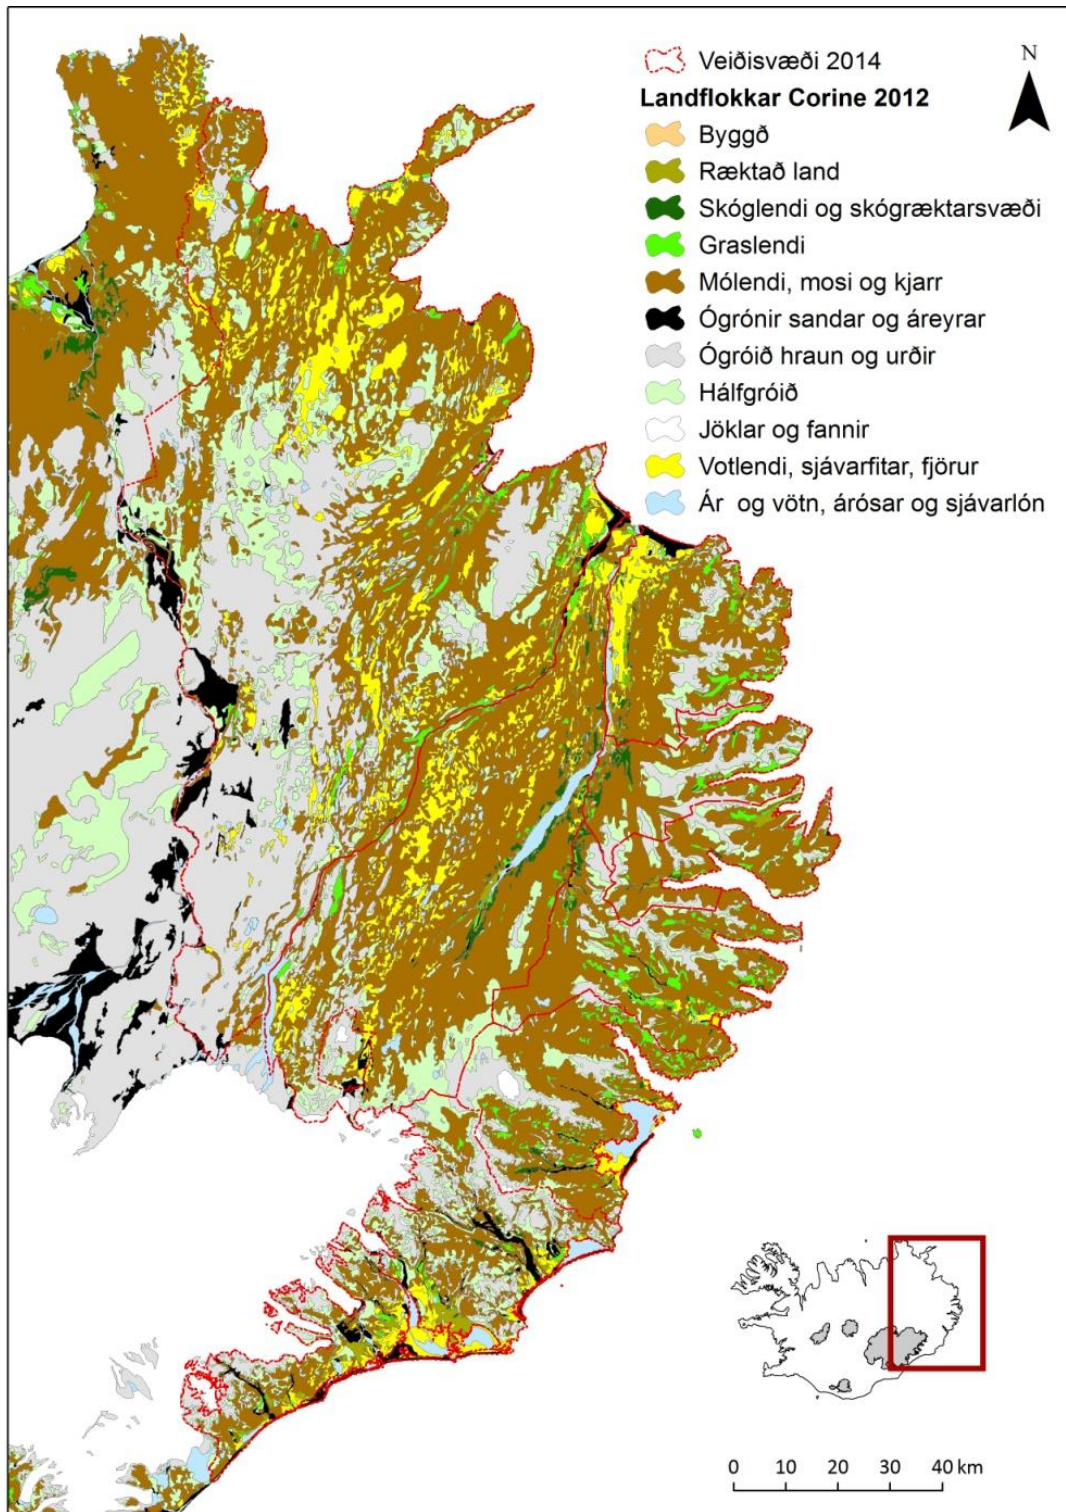 Veiðisvæði 2014
N
Landflokkar Corine 2012
Byggð
Ræktað land
Skóglendi og skógræktarsvæði
Graslendi
Mólendi, mosi og kjarr
Ógrónir sandar og áreyrar
Ógróið hraun og urðir
Hálfgróið
Jöklar og fannir
Votlendi, sjávarfitar, fjörur
Ár og vötn, árósar og sjávarlón
0 10 20 30 40 km